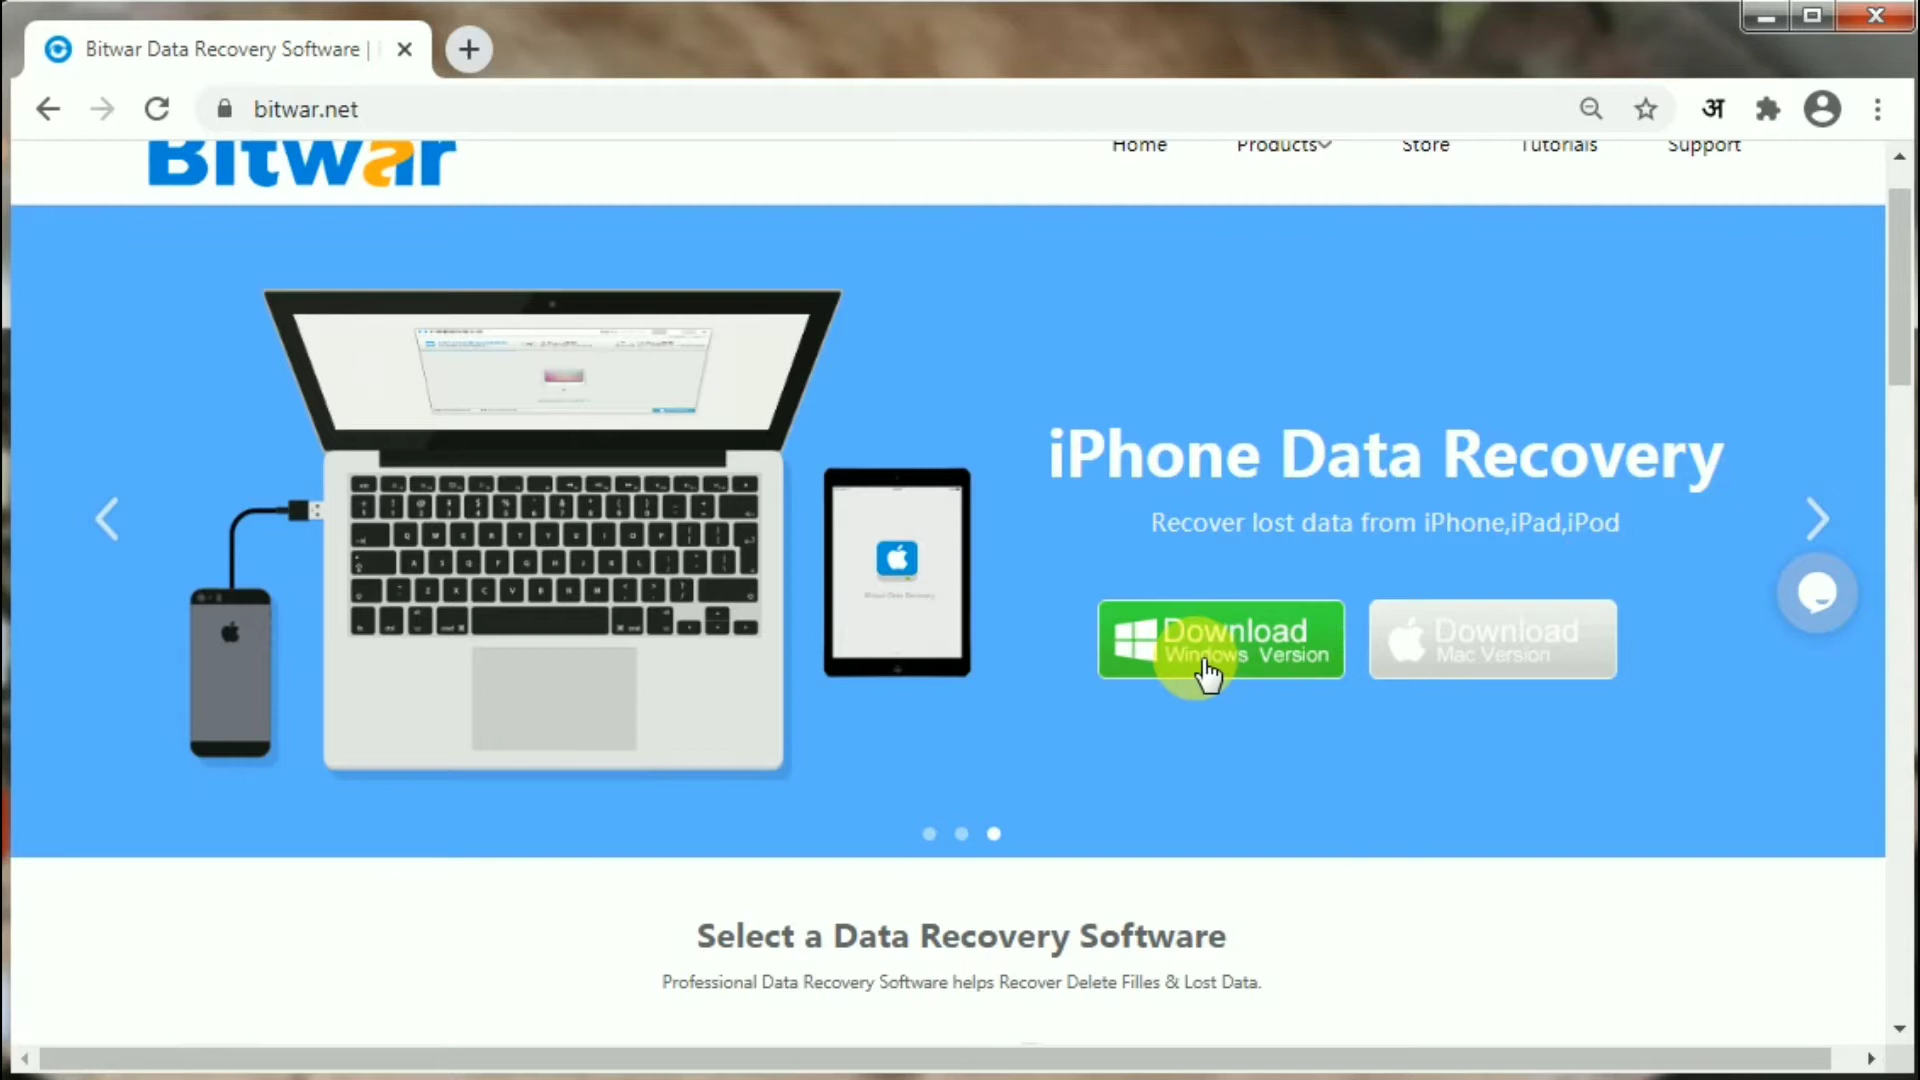 Bitwar Data Recovery Software |
bitwar.net
अ
Bitwar
Home Products Store Tutorials Support
iPhone Data Recovery
Recover lost data from iPhone,iPad,iPod
Download
Windows Version
Download
Mac Version
Select a Data Recovery Software
Professional Data Recovery Software helps Recover Delete Filles & Lost Data.